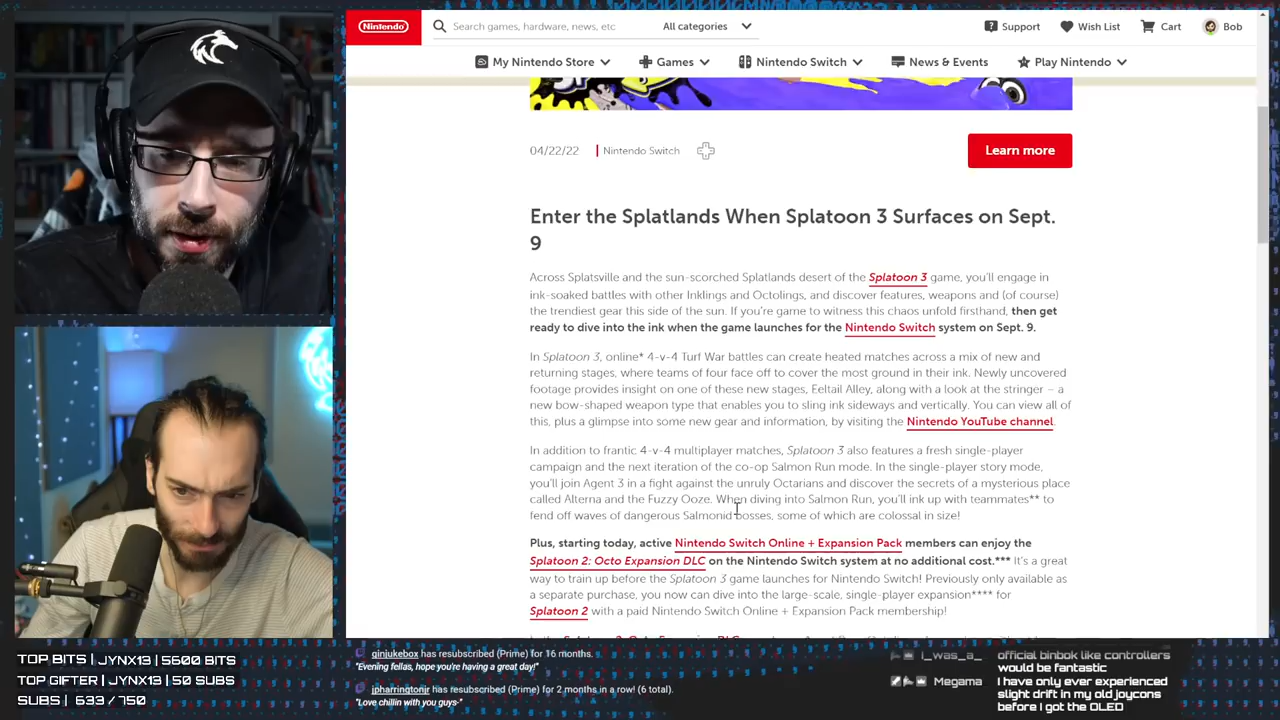 Nintendo
Search games, hardware, news, etc
All categories
Support
Wish List
Cart
Bob
My Nintendo Store
Games
Nintendo Switch
News & Events
Play Nintendo
04/22/22
Nintendo Switch
Learn more
Enter the Splatlands When Splatoon 3 Surfaces on Sept.
9
Across Splatsville and the sun-scorched Splatlands desert of the Splatoon 3 game, you'll engage in
ink-soaked battles with other Inklings and Octolings, and discover features, weapons and (of course)
the trendiest gear this side of the sun. If you're game to witness this chaos unfold firsthand, then get
ready to dive into the ink when the game launches for the Nintendo Switch system on Sept. 9.
In Splatoon 3, online* 4-v-4 Turf War battles can create heated matches across a mix of new and
returning stages, where teams of four face off to cover the most ground in their ink. Newly uncovered
footage provides insight on one of these new stages, Eeltail Alley, along with a look at the stringer – a
new bow-shaped weapon type that enables you to sling ink sideways and vertically. You can view all of
this, plus a glimpse into some new gear and information, by visiting the Nintendo YouTube channel.
In addition to frantic 4-v-4 multiplayer matches, Splatoon 3 also features a fresh single-player
campaign and the next iteration of the co-op Salmon Run mode. In the single-player story mode,
you'll join Agent 3 in a fight against the unruly Octarians and discover the secrets of a mysterious place
called Alterna and the Fuzzy Ooze. When diving into Salmon Run, you'll ink up with teammates** to
fend off waves of dangerous Salmonid bosses, some of which are colossal in size!
Plus, starting today, active Nintendo Switch Online + Expansion Pack members can enjoy the
Splatoon 2: Octo Expansion DLC on the Nintendo Switch system at no additional cost.*** It's a great
way to train up before the Splatoon 3 game launches for Nintendo Switch! Previously only available as
a separate purchase, you now can dive into the large-scale, single-player expansion**** for
Splatoon 2 with a paid Nintendo Switch Online + Expansion Pack membership!
TOP BITS | JYNX13 | 5600 BITS
TOP GIFTER | JYNX13 | 50 SUBS
SUBS | 633 / 750
ginjukebox has resubscribed (Prime) for 16 months.
"Evening fellas, hope you're having a great day!"
jpharringtonjr has resubscribed (Prime) for 2 months in a row! (6 total).
"Love chillin with you guys-"
i_was_a_
official binbok like controllers
would be fantastic
Megama
I have only ever experienced
slight drift in my old joycons
before I got the OLED